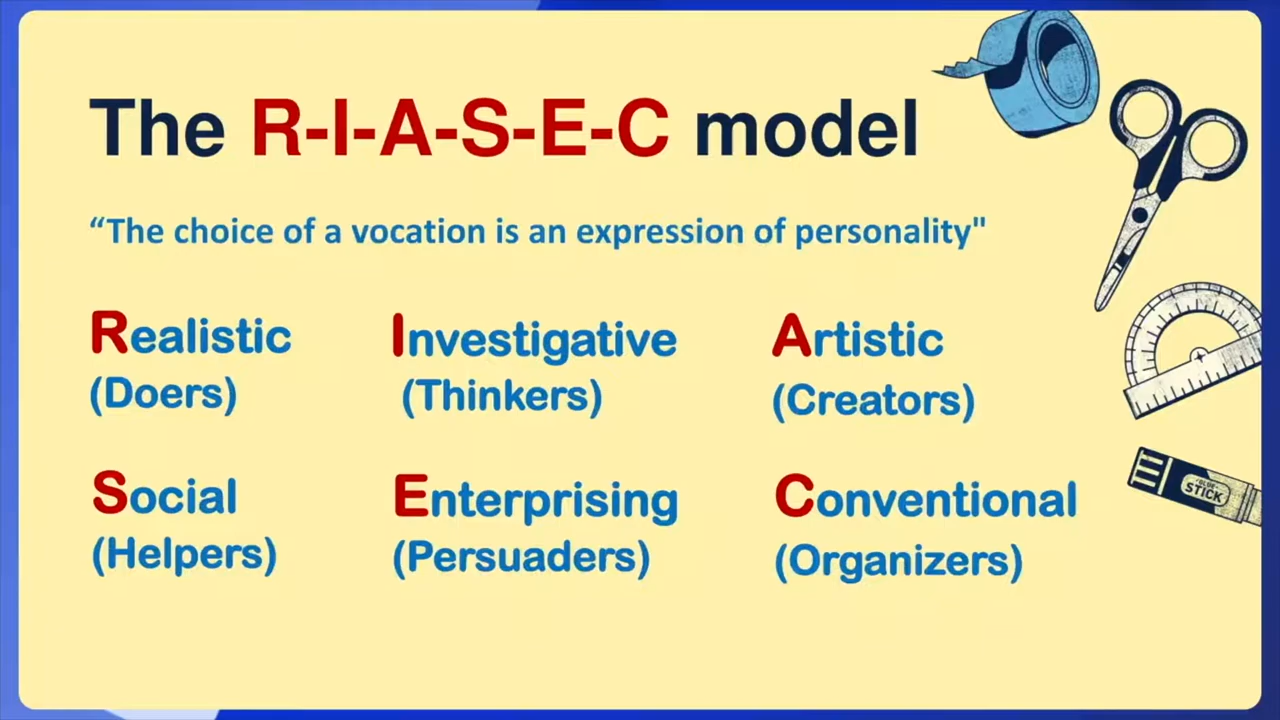 The R-I-A-S-E-C model
“The choice of a vocation is an expression of personality"
Realistic
(Doers)
Investigative
(Thinkers)
Artistic
(Creators)
Social
(Helpers)
Enterprising
(Persuaders)
Conventional
(Organizers)
GLUE
STICK